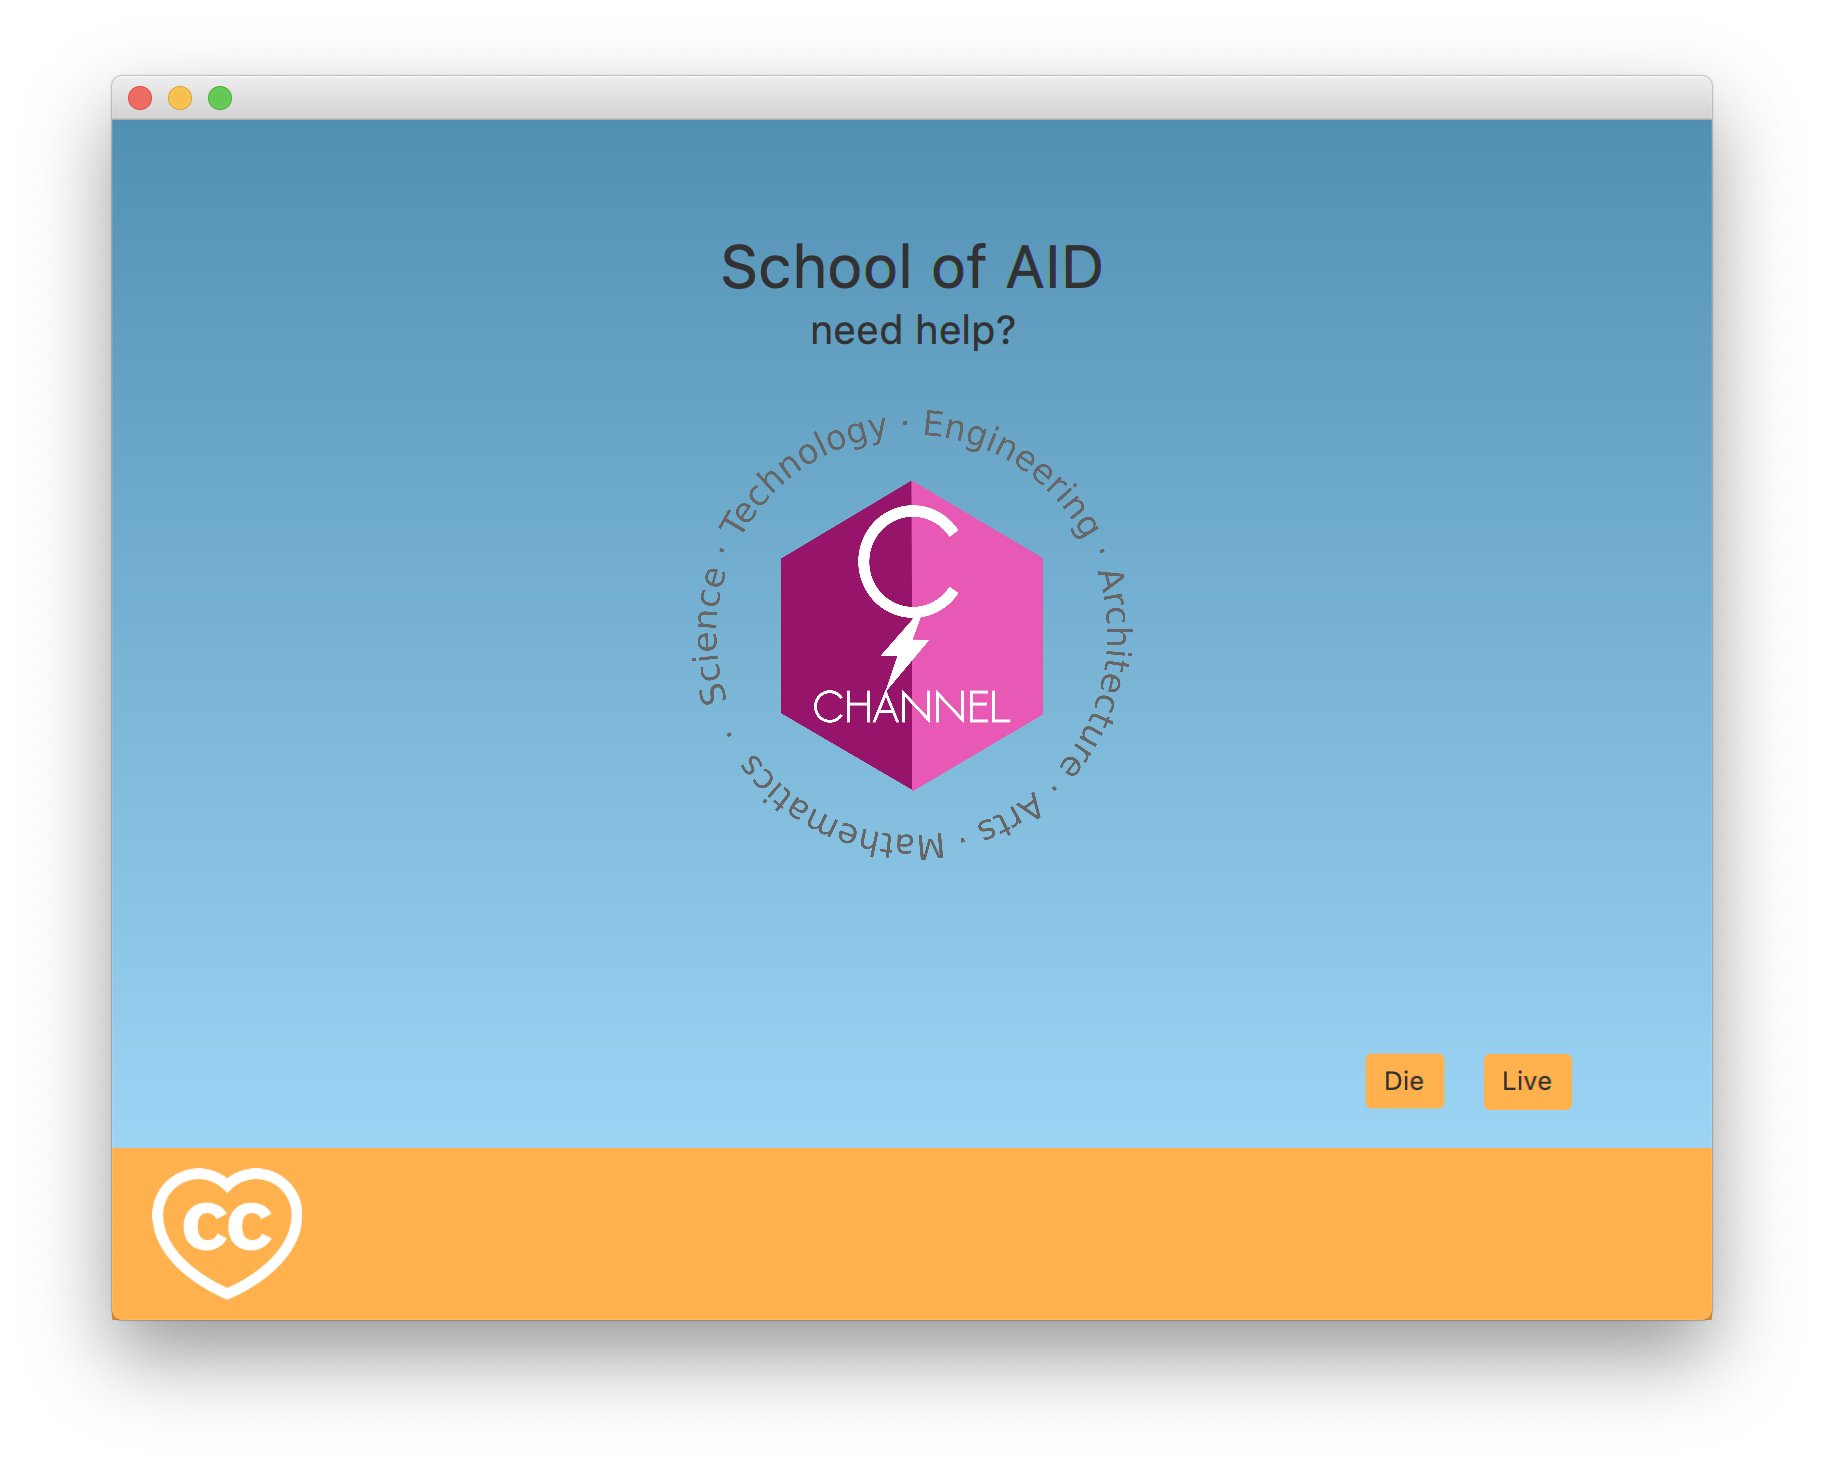 School of AID
need help?
Science · Technology · Engineering · Architecture · Arts · Mathematics ·
C
CHANNEL
Die
Live
CC